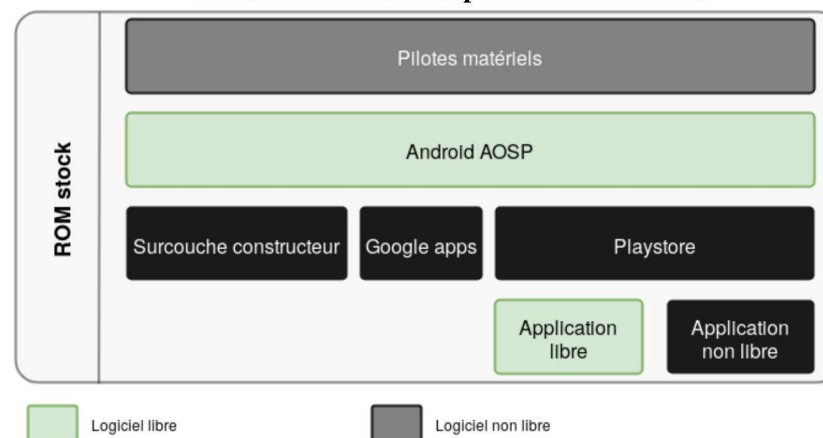 Pilotes matériels
Android AOSP
ROM stock
Surcouche constructeur
Google apps
Playstore
Application
libre
Application
non libre
Logiciel libre
Logiciel non libre